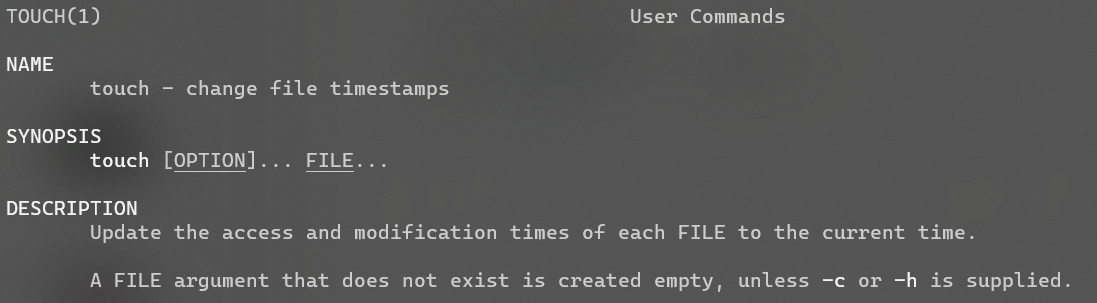 TOUCH(1) User Commands
NAME
touch - change file timestamps
SYNOPSIS
touch [OPTION]... FILE...
DESCRIPTION
Update the access and modification times of each FILE to the current time.
A FILE argument that does not exist is created empty, unless -c or -h is supplied.